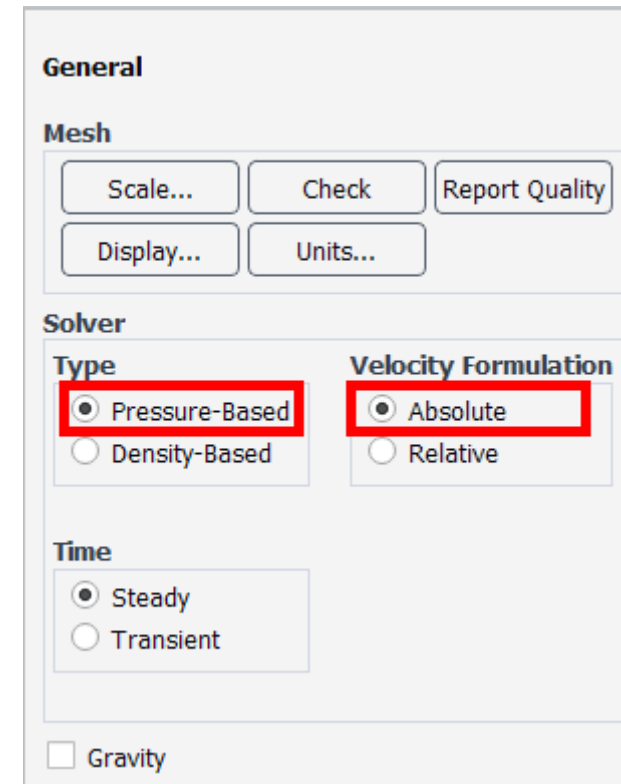 General
Mesh
Scale... Check Report Quality
Display... Units...
Solver
Type Velocity Formulation
Pressure-Based Absolute
Density-Based Relative
Time
Steady
Transient
Gravity